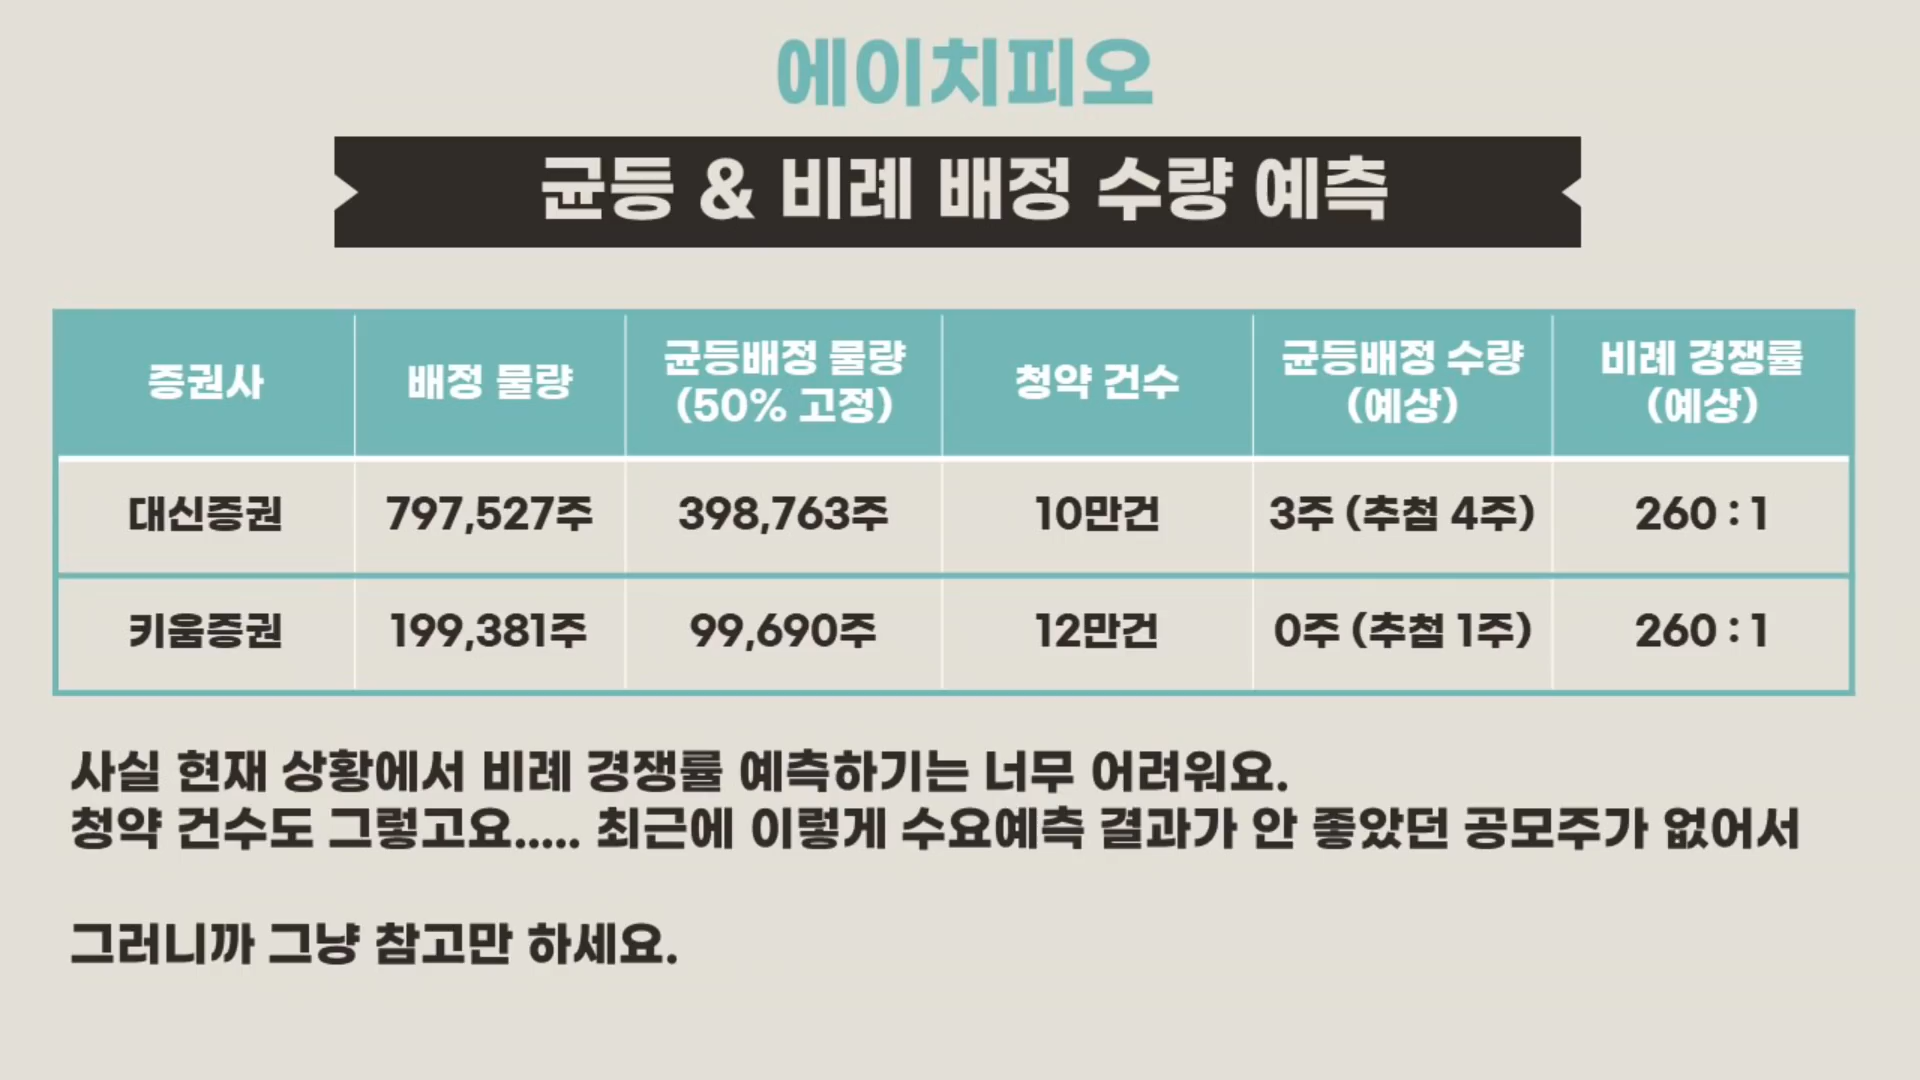 에이치피오
균등 & 비례 배정 수량 예측
증권사 배정 물량 균등배정 물량 (50% 고정) 청약 건수 균등배정 수량 (예상) 비례 경쟁률 (예상)
대신증권 797,527주 398,763주 10만건 3주 (추첨 4주) 260 : 1
키움증권 199,381주 99,690주 12만건 0주 (추첨 1주) 260 : 1
사실 현재 상황에서 비례 경쟁률 예측하기는 너무 어려워요.
청약 건수도 그렇고요..... 최근에 이렇게 수요예측 결과가 안 좋았던 공모주가 없어서
그러니까 그냥 참고만 하세요.